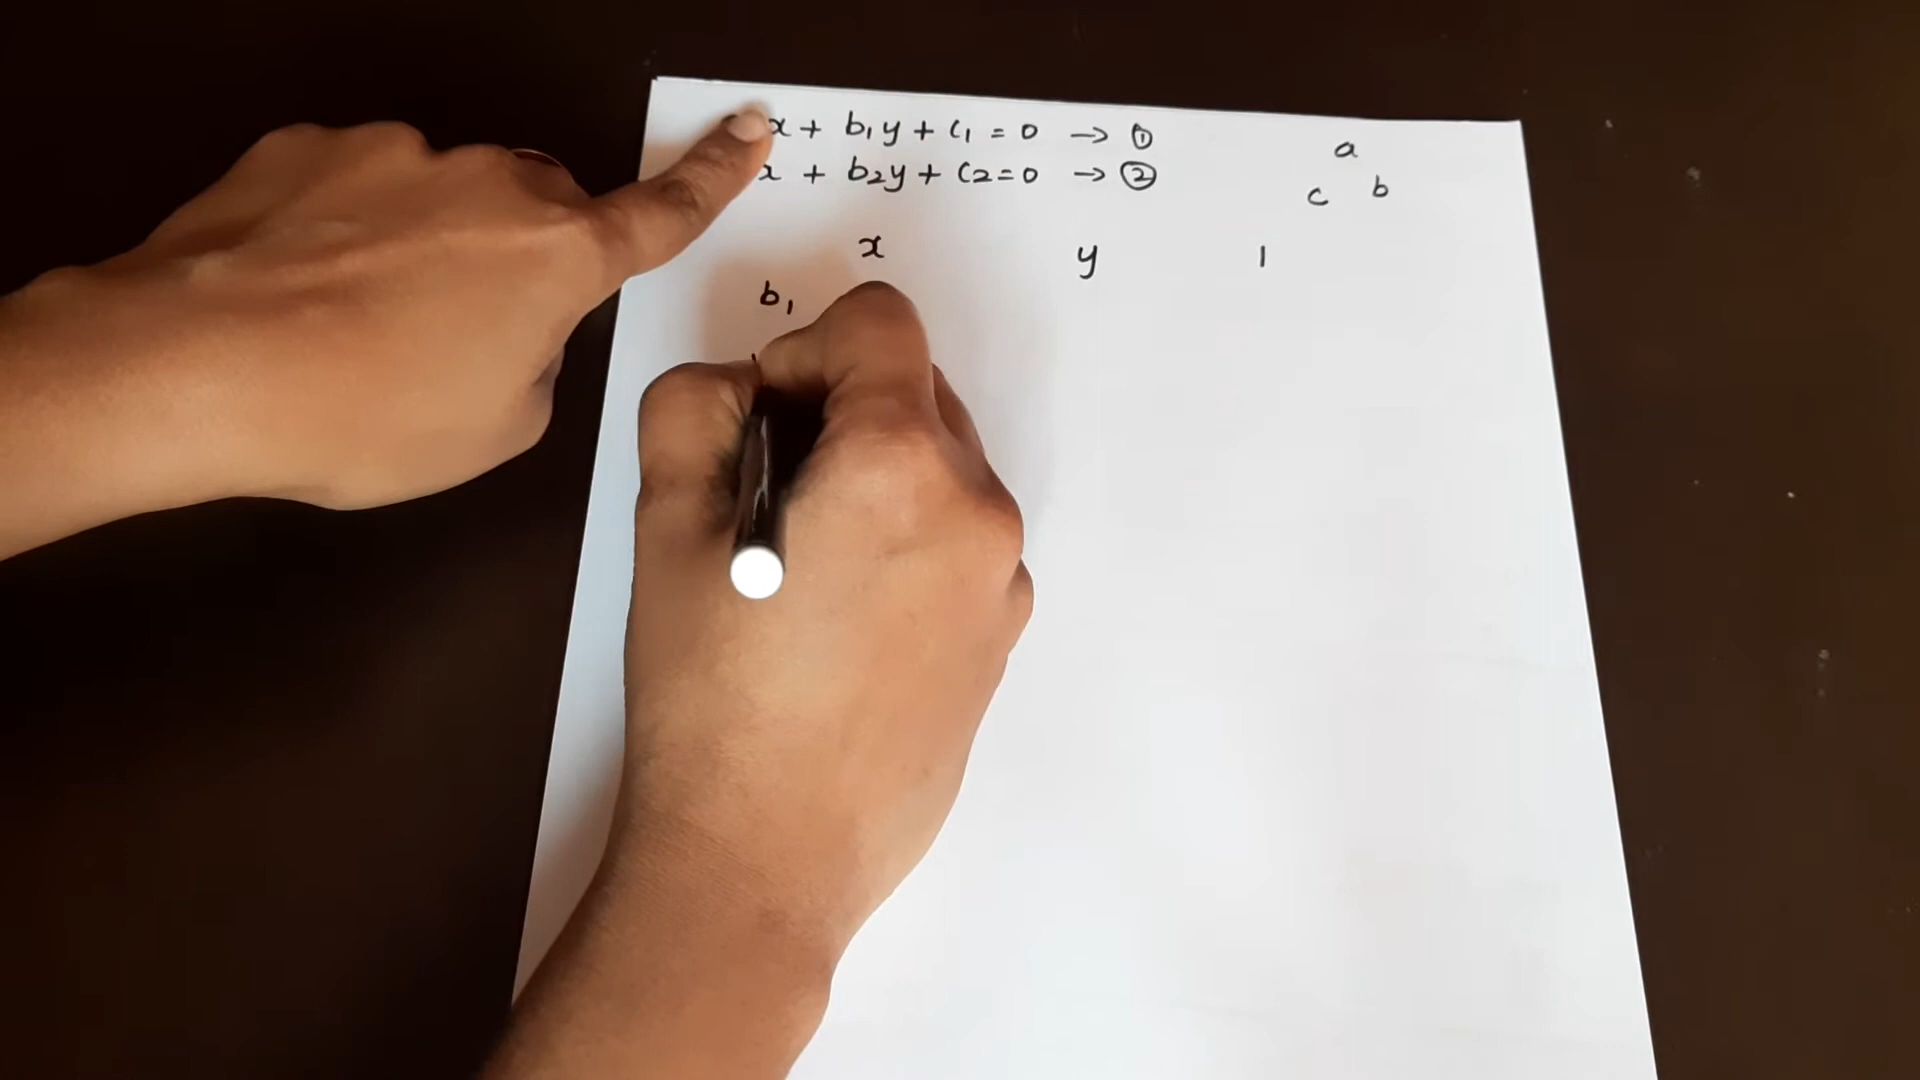 x + b₁y + c₁ = 0 → ①
x + b₂y + c₂ = 0 → ②
a
c b
x y 1
b₁